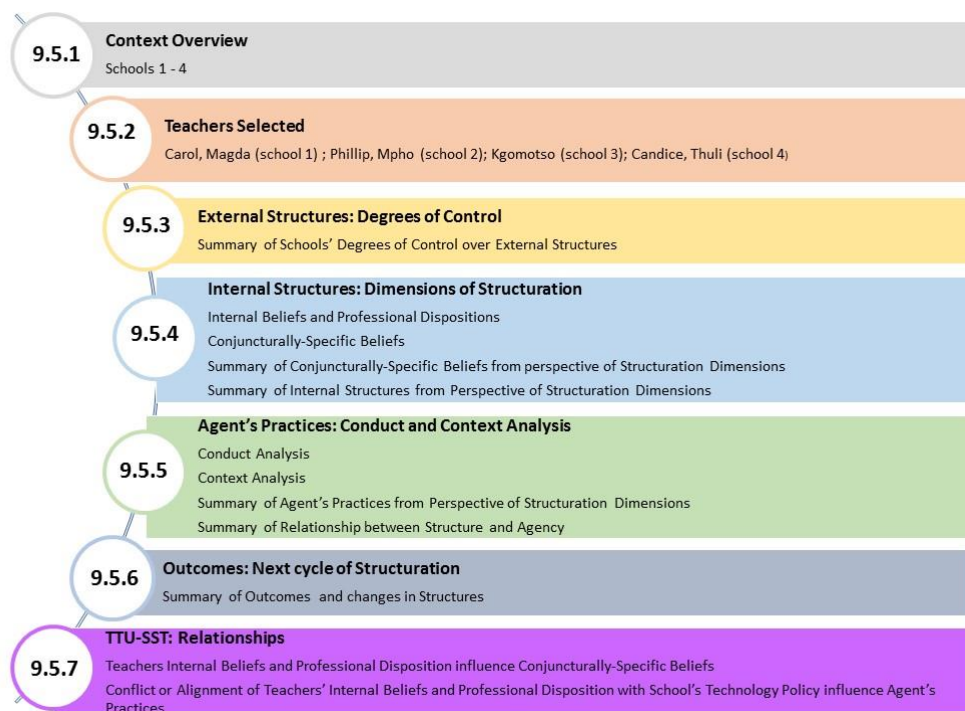 9.5.1
Context Overview
Schools 1 - 4
9.5.2
Teachers Selected
Carol, Magda (school 1) ; Phillip, Mpho (school 2); Kgomotso (school 3); Candice, Thuli (school 4)
9.5.3
External Structures: Degrees of Control
Summary of Schools’ Degrees of Control over External Structures
9.5.4
Internal Structures: Dimensions of Structuration
Internal Beliefs and Professional Dispositions
Conjuncturally-Specific Beliefs
Summary of Conjuncturally-Specific Beliefs from perspective of Structuration Dimensions
Summary of Internal Structures from Perspective of Structuration Dimensions
9.5.5
Agent’s Practices: Conduct and Context Analysis
Conduct Analysis
Context Analysis
Summary of Agent’s Practices from Perspective of Structuration Dimensions
Summary of Relationship between Structure and Agency
9.5.6
Outcomes: Next cycle of Structuration
Summary of Outcomes and changes in Structures
9.5.7
TTU-SST: Relationships
Teachers Internal Beliefs and Professional Disposition influence Conjuncturally-Specific Beliefs
Conflict or Alignment of Teachers’ Internal Beliefs and Professional Disposition with School’s Technology Policy influence Agent’s
Practices